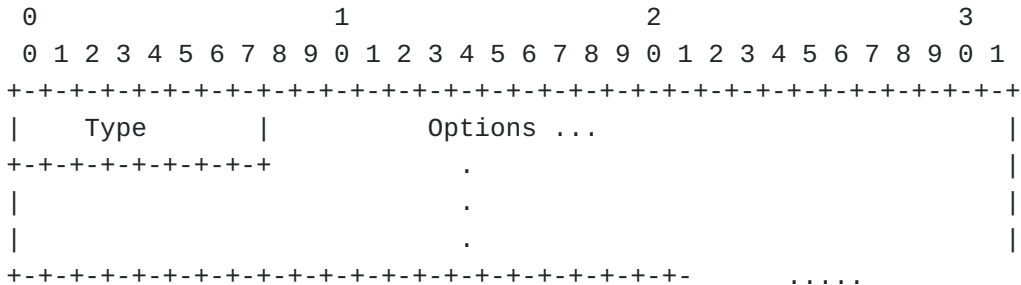 0                   1                   2                   3
 0 1 2 3 4 5 6 7 8 9 0 1 2 3 4 5 6 7 8 9 0 1 2 3 4 5 6 7 8 9 0 1
+-+-+-+-+-+-+-+-+-+-+-+-+-+-+-+-+-+-+-+-+-+-+-+-+-+-+-+-+-+-+-+-+
|    Type       |          Options ...                          |
+-+-+-+-+-+-+-+-+            .                                  |
|                            .                                  |
|                            .                                  |
+-+-+-+-+-+-+-+-+-+-+-+-+-+-+-+-+-+-+-+-+-+-      .....